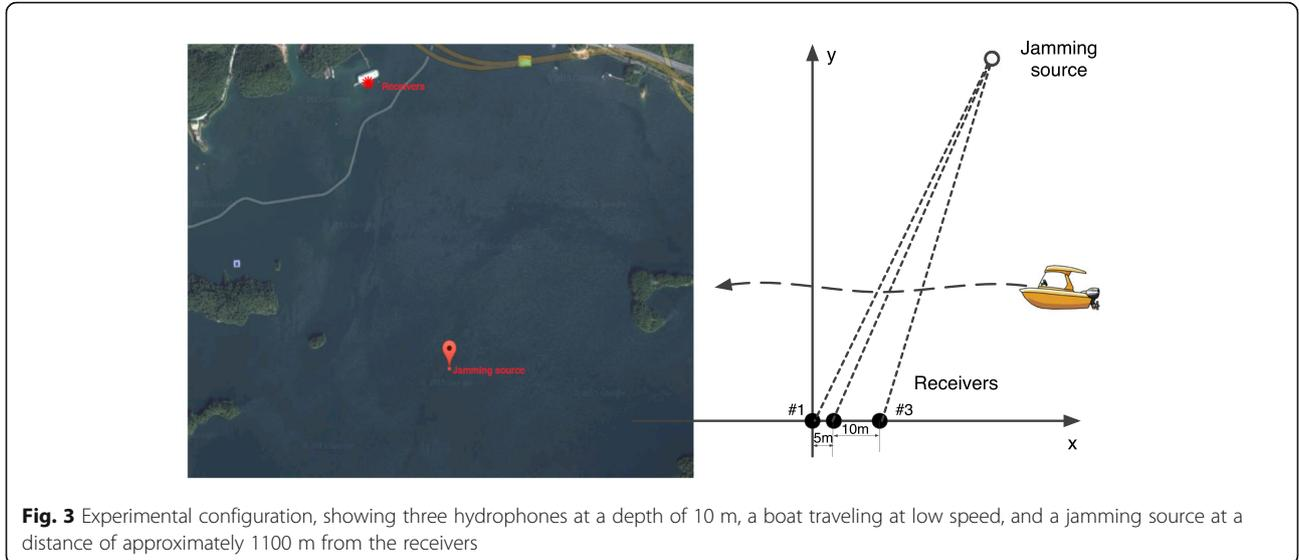 Receivers
Jamming source
y
Jamming
source
Receivers
#1
#3
5m
10m
x
Fig. 3 Experimental configuration, showing three hydrophones at a depth of 10 m, a boat traveling at low speed, and a jamming source at a
distance of approximately 1100 m from the receivers